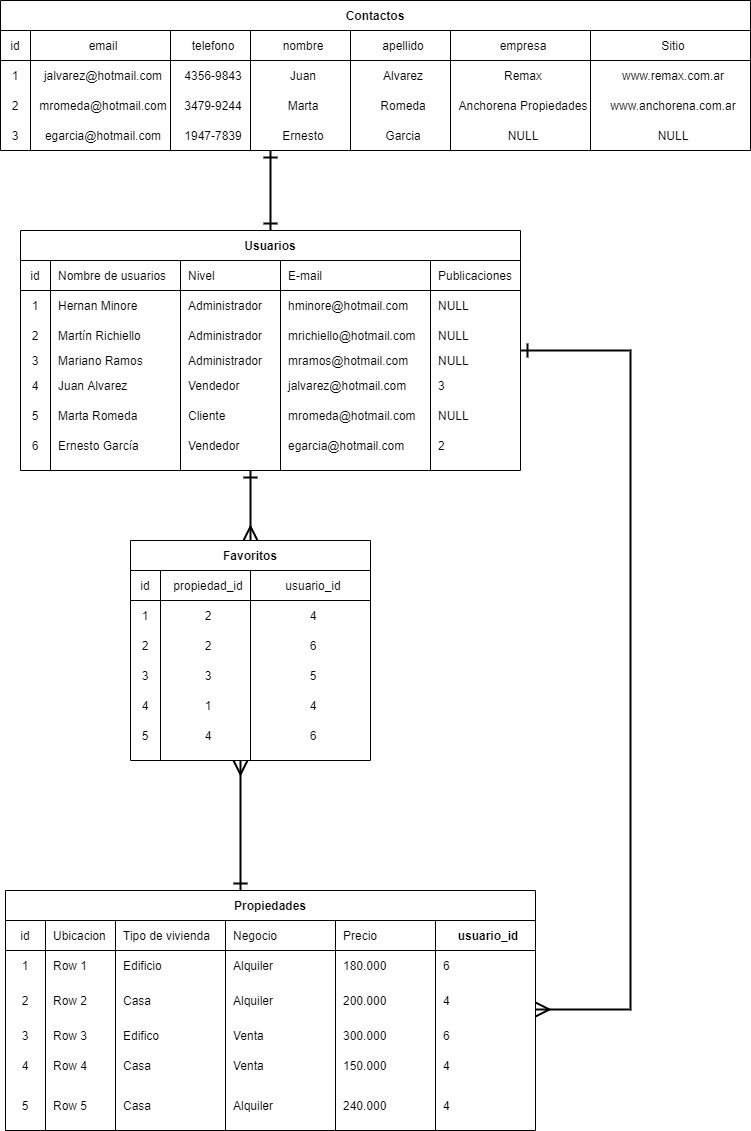 Contactos
id email telefono nombre apellido empresa Sitio
1 jalvarez@hotmail.com 4356-9843 Juan Alvarez Remax www.remax.com.ar
2 mromeda@hotmail.com 3479-9244 Marta Romeda Anchorena Propiedades www.anchorena.com.ar
3 egarcia@hotmail.com 1947-7839 Ernesto Garcia NULL NULL
Usuarios
id Nombre de usuarios Nivel E-mail Publicaciones
1 Hernan Minore Administrador hminore@hotmail.com NULL
2 Martín Richiello Administrador mrichiello@hotmail.com NULL
3 Mariano Ramos Administrador mramos@hotmail.com NULL
4 Juan Alvarez Vendedor jalvarez@hotmail.com 3
5 Marta Romeda Cliente mromeda@hotmail.com NULL
6 Ernesto García Vendedor egarcia@hotmail.com 2
Favoritos
id propiedad_id usuario_id
1 2 4
2 2 6
3 3 5
4 1 4
5 4 6
Propiedades
id Ubicacion Tipo de vivienda Negocio Precio usuario_id
1 Row 1 Edificio Alquiler 180.000 6
2 Row 2 Casa Alquiler 200.000 4
3 Row 3 Edifico Venta 300.000 6
4 Row 4 Casa Venta 150.000 4
5 Row 5 Casa Alquiler 240.000 4